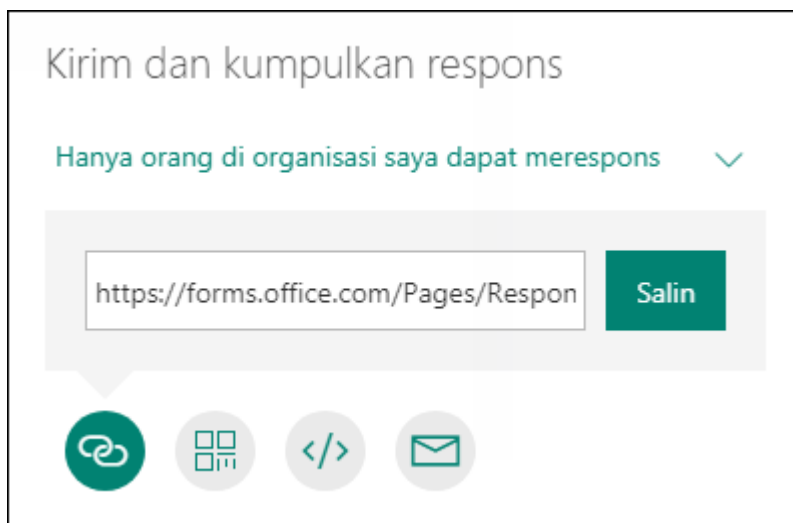 Kirim dan kumpulkan respons
Hanya orang di organisasi saya dapat merespons
https://forms.office.com/Pages/Respon
Salin